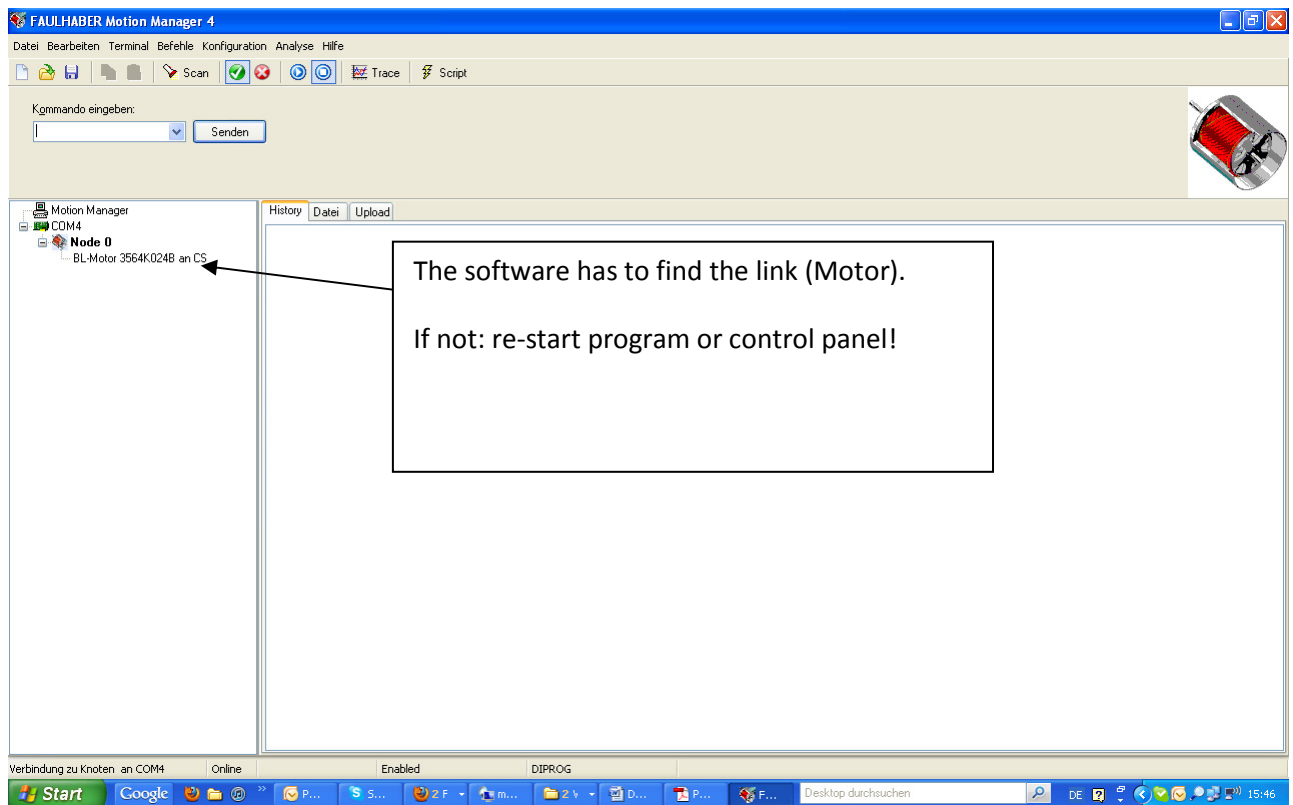 FAULHABER Motion Manager 4
Datei Bearbeiten Terminal Befehle Konfiguration Analyse Hilfe
Scan Trace Script
Kommando eingeben:
Senden
Motion Manager
COM4
Node 0
BL-Motor 3564K024B an CS
History Datei Upload
The software has to find the link (Motor).
If not: re-start program or control panel!
Verbindung zu Knoten an COM4 Online Enabled DIPROG
Start Google P... S S... 2 F m... 2 D... P... F... Desktop durchsuchen DE 15:46